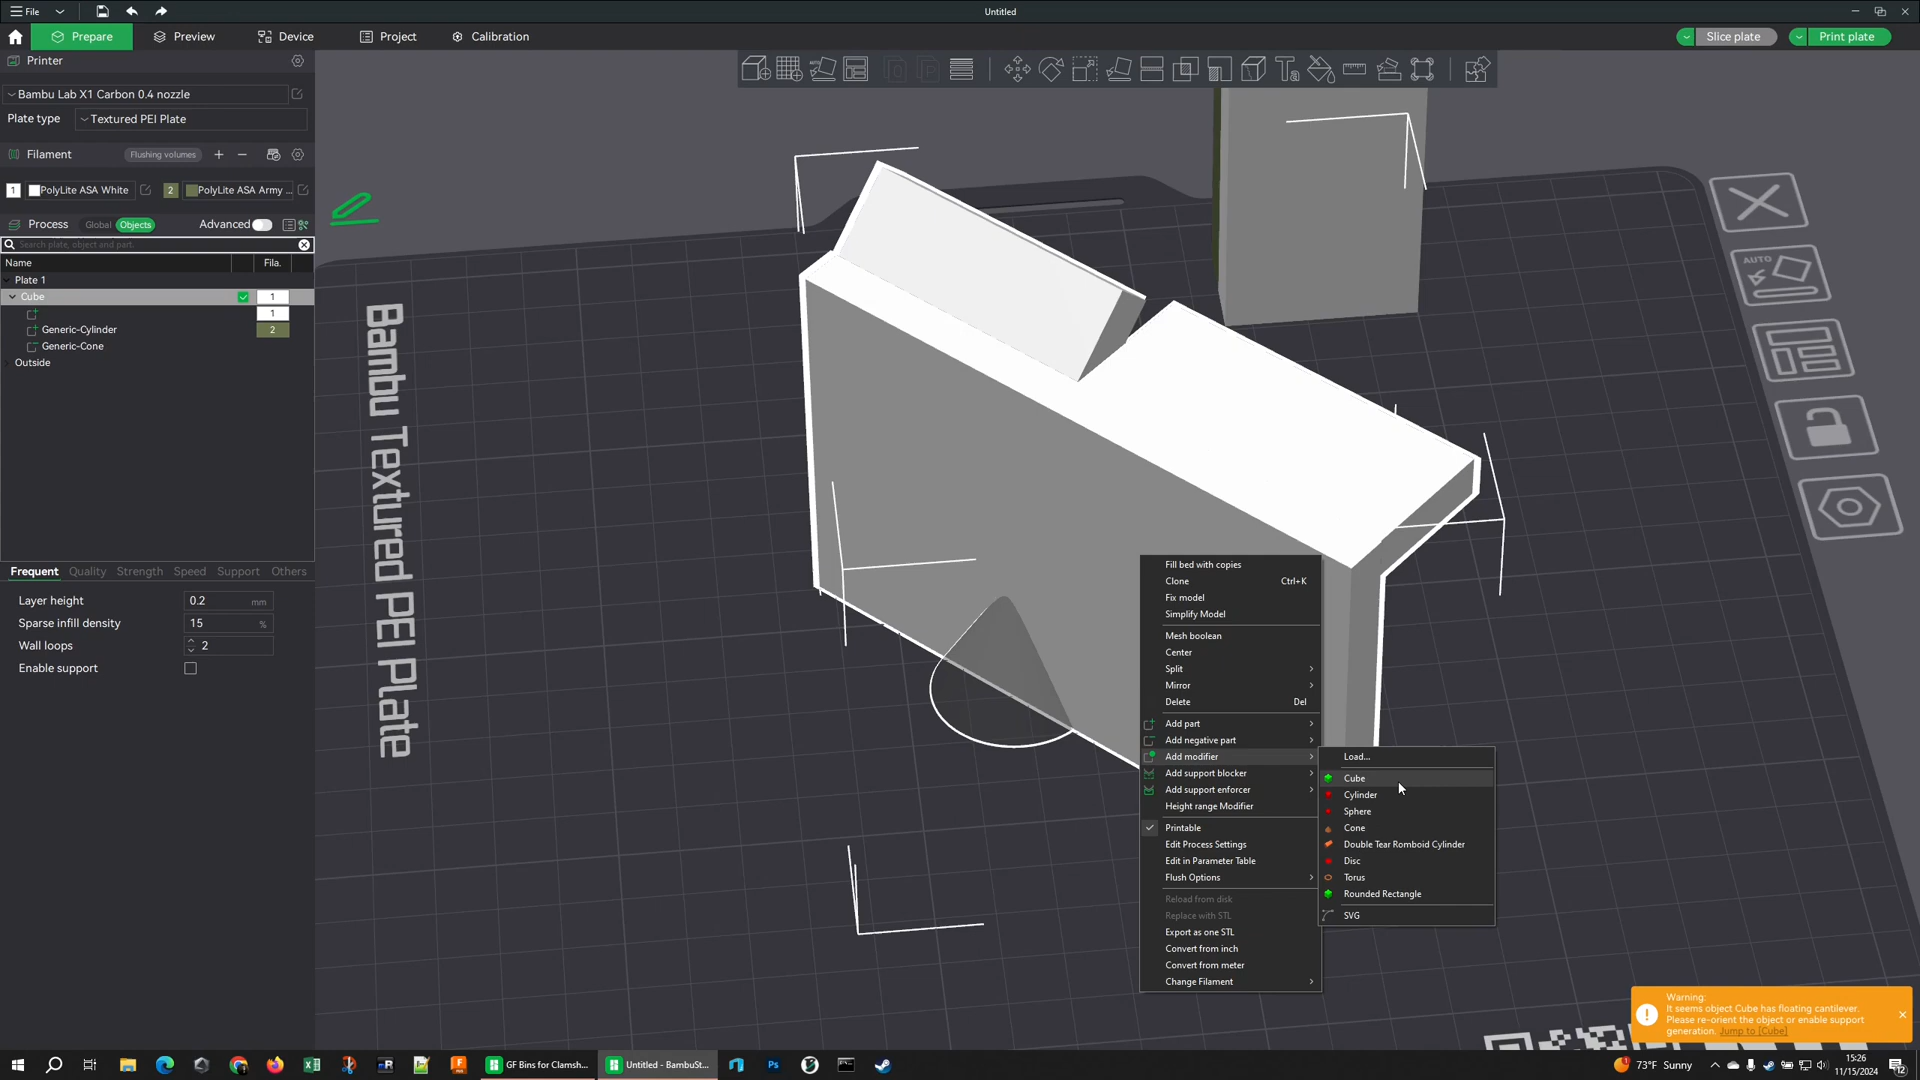 File
Untitled
Prepare
Preview
Device
Project
Calibration
Slice plate
Print plate
Printer
Bambu Lab X1 Carbon 0.4 nozzle
Plate type
Textured PEI Plate
Filament
Flushing volumes
1
PolyLite ASA White
2
PolyLite ASA Army ...
Process
Global
Objects
Advanced
Search plate, object and part.
Name
Fila.
Plate 1
Cube
1
1
Generic-Cylinder
2
Generic-Cone
Outside
Frequent
Quality
Strength
Speed
Support
Others
Layer height
0.2
mm
Sparse infill density
15
%
Wall loops
2
Enable support
Bambu Textured PEI Plate
AUTO
Fill bed with copies
Clone
Ctrl+K
Fix model
Simplify Model
Mesh boolean
Center
Split
Mirror
Delete
Del
Add part
Add negative part
Add modifier
Add support blocker
Add support enforcer
Height range Modifier
Printable
Edit Process Settings
Edit in Parameter Table
Flush Options
Reload from disk
Replace with STL
Export as one STL
Convert from inch
Convert from meter
Change Filament
Load...
Cube
Cylinder
Sphere
Cone
Double Tear Romboid Cylinder
Disc
Torus
Rounded Rectangle
SVG
Warning:
It seems object Cube has floating cantilever.
Please re-orient the object or enable support
generation. Jump to [Cube]
GF Bins for Clamsh...
Untitled - BambuSt...
Ps
1
73°F Sunny
15:26
11/15/2024
12